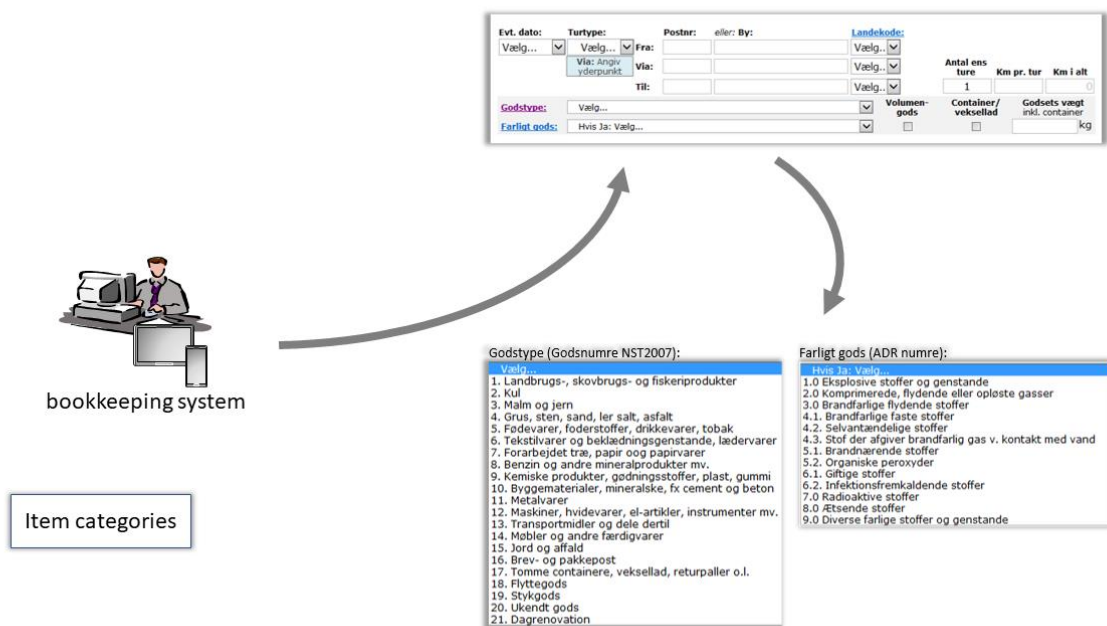 Evt. dato: Turtype: Postnr: eller: By: Landekode:
Vælg... Vælg... Fra: Vælg..
Via: Angiv yderpunkt Via: Vælg.. Antal ens ture Km pr. tur Km i alt
Til: Vælg.. 1 0
Godstype: Vælg... Volumen-gods Container/veksellad Godsets vægt inkl. container
Farligt gods: Hvis Ja: Vælg... kg
bookkeeping system
Item categories
Godstype (Godsnumre NST2007):
Vælg...
1. Landbrugs-, skovbrugs- og fiskeriprodukter
2. Kul
3. Malm og jern
4. Grus, sten, sand, ler salt, asfalt
5. Fødevarer, foderstoffer, drikkevarer, tobak
6. Tekstilvarer og beklædningsgenstande, lædervarer
7. Forarbejdet træ, papir oog papirvarer
8. Benzin og andre mineralprodukter mv.
9. Kemiske produkter, gødningsstoffer, plast, gummi
10. Byggematerialer, mineralske, fx cement og beton
11. Metalvarer
12. Maskiner, hvidevarer, el-artikler, instrumenter mv.
13. Transportmidler og dele dertil
14. Møbler og andre færdigvarer
15. Jord og affald
16. Brev- og pakkepost
17. Tomme containere, veksellad, returpaller o.l.
18. Flyttegods
19. Stykgods
20. Ukendt gods
21. Dagrenovation
Farligt gods (ADR numre):
Hvis Ja: Vælg...
1.0 Eksplosive stoffer og genstande
2.0 Komprimerede, flydende eller opløste gasser
3.0 Brandfarlige flydende stoffer
4.1. Brandfarlige faste stoffer
4.2. Selvantændelige stoffer
4.3. Stof der afgiver brandfarlig gas v. kontakt med vand
5.1. Brandnærende stoffer
5.2. Organiske peroxyder
6.1. Giftige stoffer
6.2. Infektionsfremkaldende stoffer
7.0 Radioaktive stoffer
8.0 Ætsende stoffer
9.0 Diverse farlige stoffer og genstande